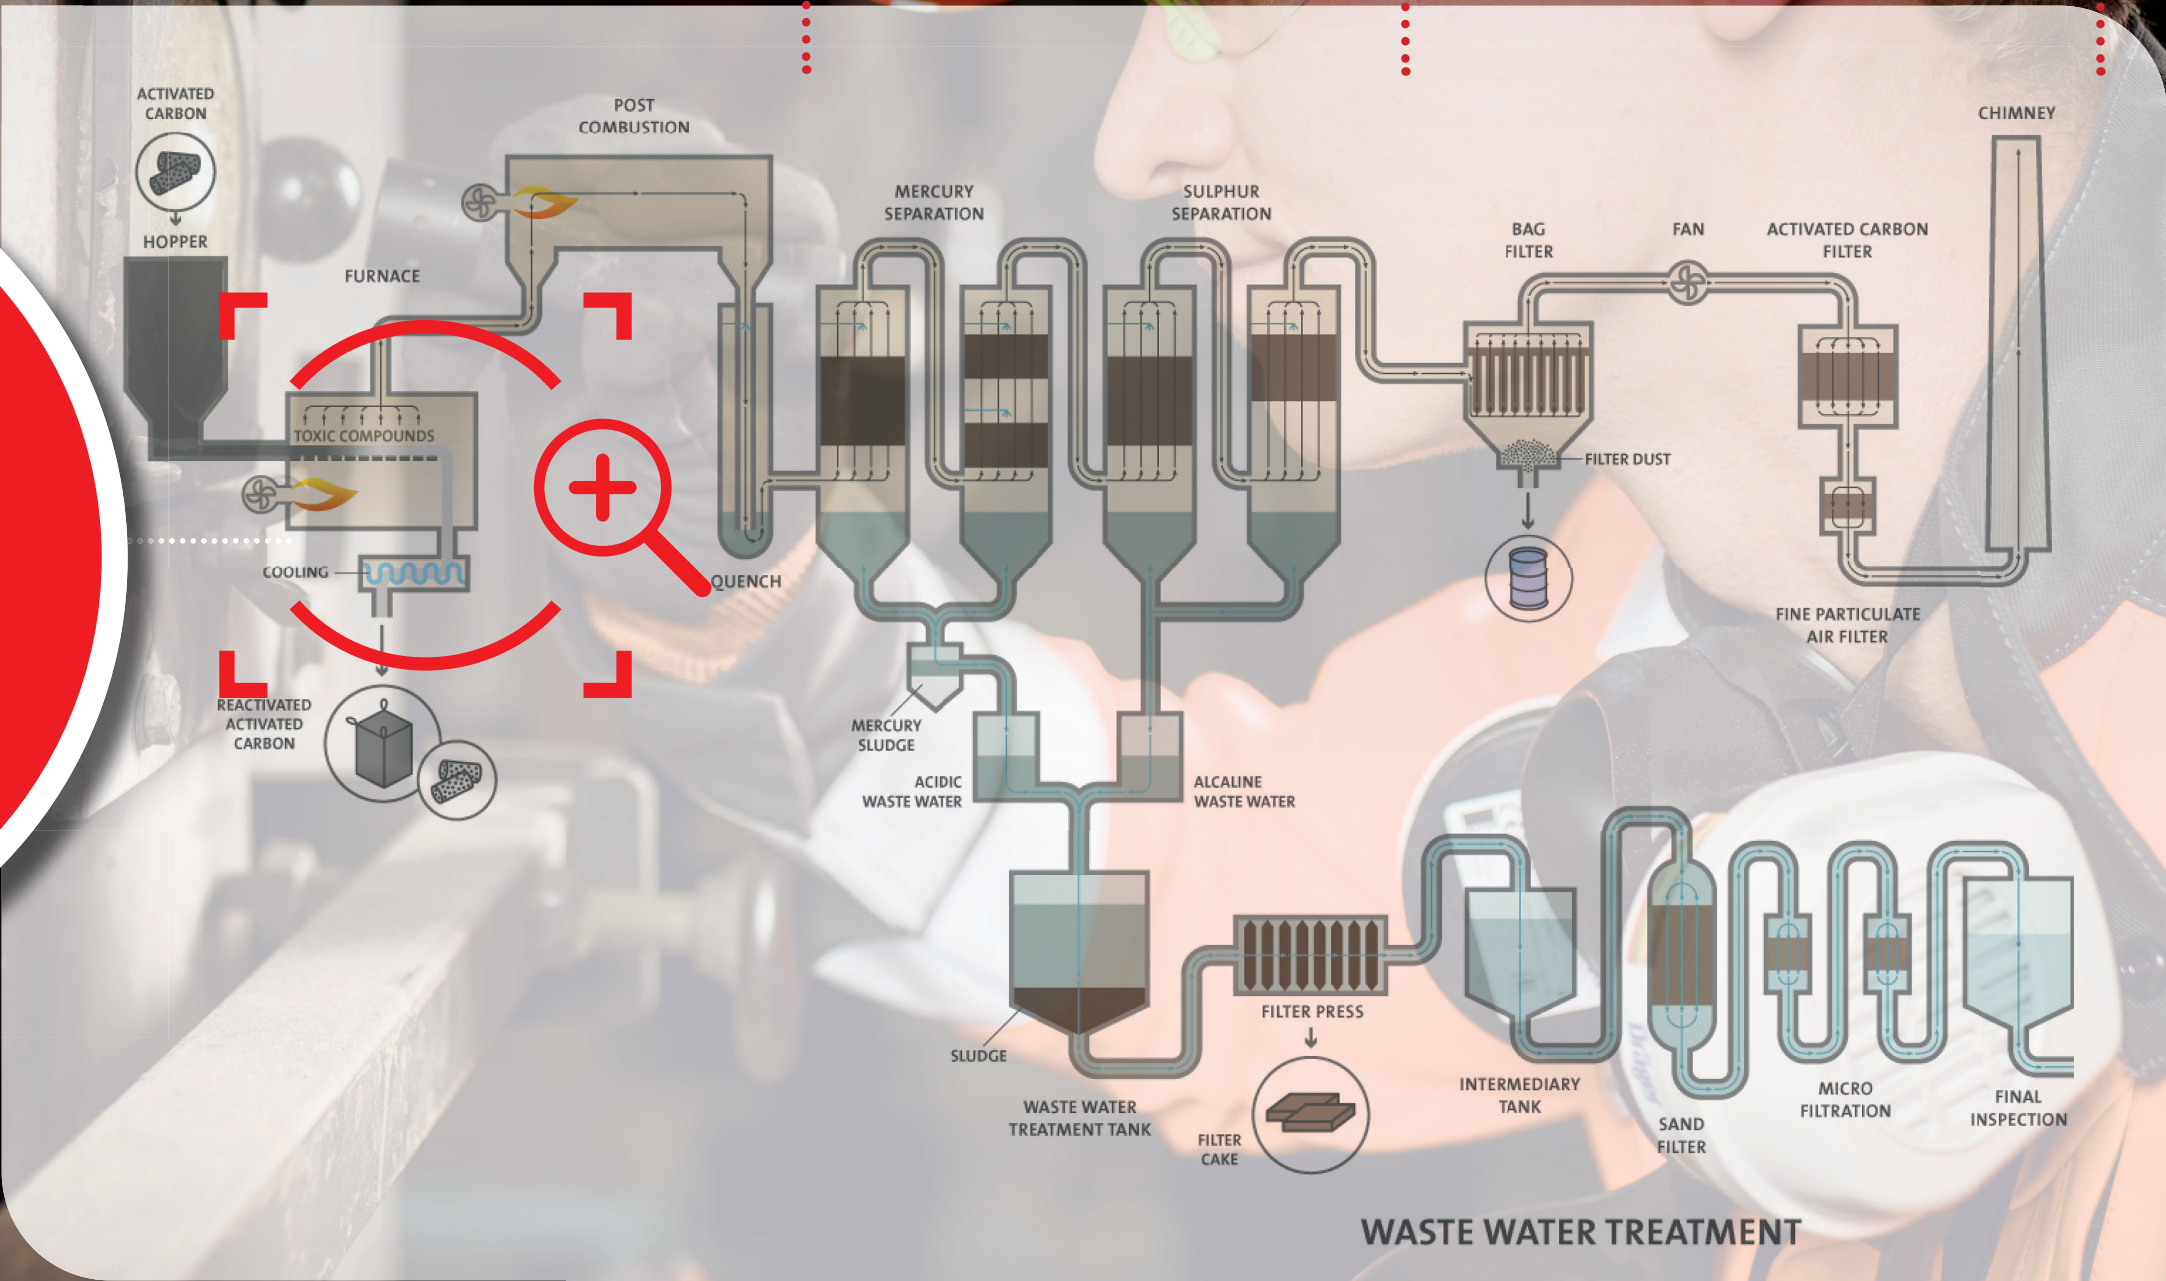 ACTIVATED
CARBON
HOPPER
FURNACE
TOXIC COMPOUNDS
COOLING
REACTIVATED
ACTIVATED
CARBON
POST
COMBUSTION
QUENCH
MERCURY
SEPARATION
SULPHUR
SEPARATION
MERCURY
SLUDGE
ACIDIC
WASTE WATER
ALCALINE
WASTE WATER
BAG
FILTER
FILTER DUST
FAN
ACTIVATED CARBON
FILTER
FINE PARTICULATE
AIR FILTER
CHIMNEY
SLUDGE
WASTE WATER
TREATMENT TANK
FILTER PRESS
FILTER
CAKE
INTERMEDIARY
TANK
SAND
FILTER
MICRO
FILTRATION
FINAL
INSPECTION
Dräger
WASTE WATER TREATMENT